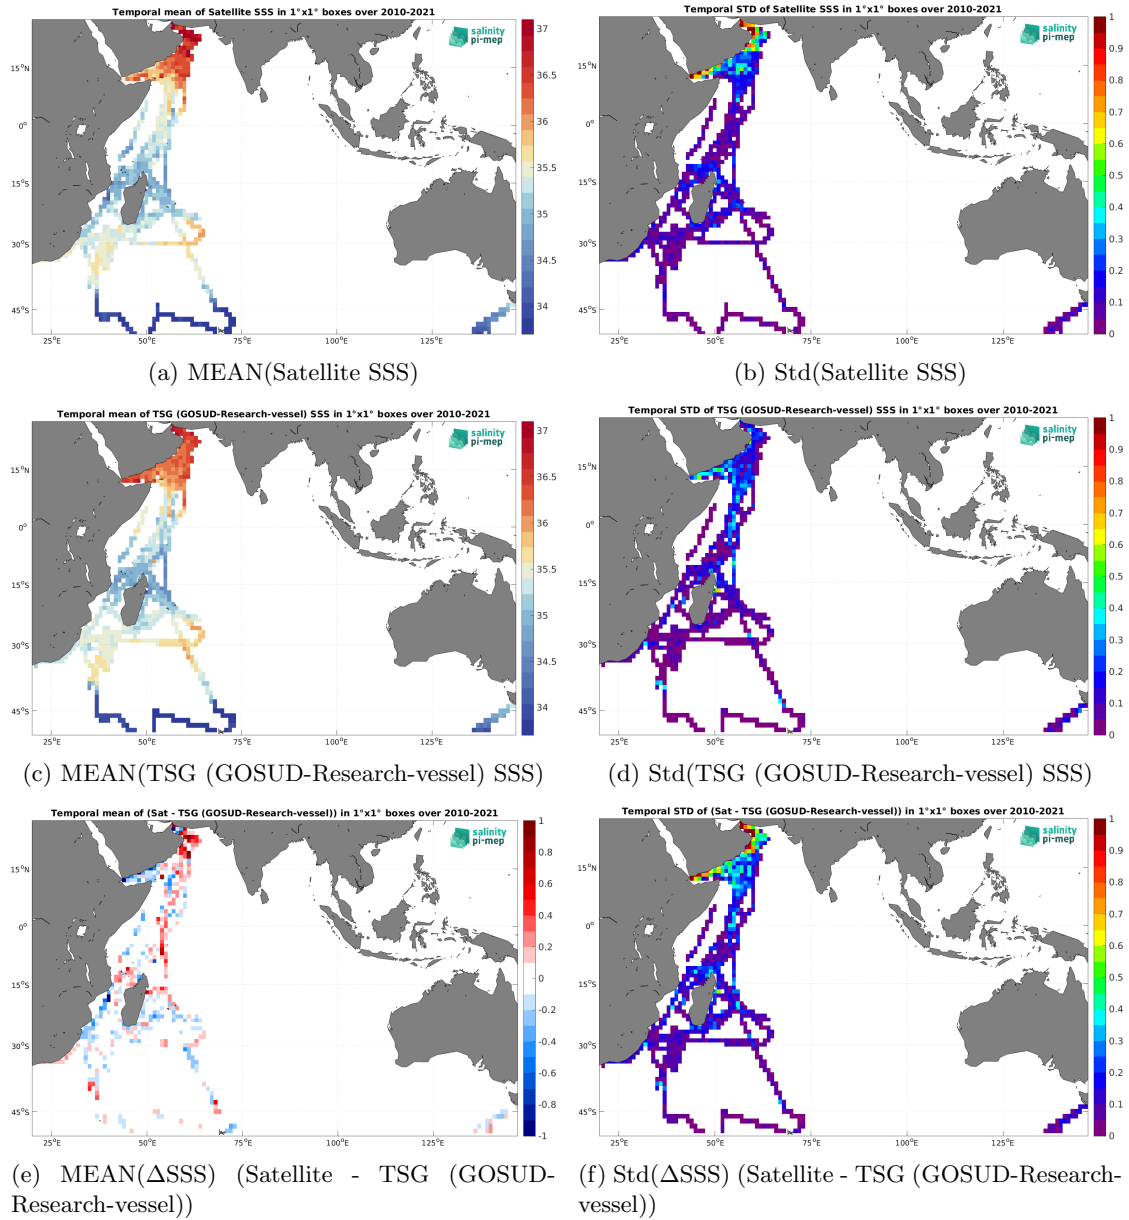 Temporal mean of Satellite SSS in 1°x1° boxes over 2010-2021
salinity
pi-mep
15°N
0°
15°S
30°S
45°S
25°E
50°E
75°E
100°E
125°E
37
36.5
36
35.5
35
34.5
34
(a) MEAN(Satellite SSS)
Temporal STD of Satellite SSS in 1°x1° boxes over 2010-2021
salinity
pi-mep
15°N
0°
15°S
30°S
45°S
25°E
50°E
75°E
100°E
125°E
1
0.9
0.8
0.7
0.6
0.5
0.4
0.3
0.2
0.1
0
(b) Std(Satellite SSS)
Temporal mean of TSG (GOSUD-Research-vessel) SSS in 1°x1° boxes over 2010-2021
salinity
pi-mep
15°N
0°
15°S
30°S
45°S
25°E
50°E
75°E
100°E
125°E
37
36.5
36
35.5
35
34.5
34
(c) MEAN(TSG (GOSUD-Research-vessel) SSS)
Temporal STD of TSG (GOSUD-Research-vessel) SSS in 1°x1° boxes over 2010-2021
salinity
pi-mep
15°N
0°
15°S
30°S
45°S
25°E
50°E
75°E
100°E
125°E
1
0.9
0.8
0.7
0.6
0.5
0.4
0.3
0.2
0.1
0
(d) Std(TSG (GOSUD-Research-vessel) SSS)
Temporal mean of (Sat - TSG (GOSUD-Research-vessel)) in 1°x1° boxes over 2010-2021
salinity
pi-mep
15°N
0°
15°S
30°S
45°S
25°E
50°E
75°E
100°E
125°E
1
0.8
0.6
0.4
0.2
0
-0.2
-0.4
-0.6
-0.8
-1
(e) MEAN(ΔSSS) (Satellite - TSG (GOSUD-
Research-vessel))
Temporal STD of (Sat - TSG (GOSUD-Research-vessel)) in 1°x1° boxes over 2010-2021
salinity
pi-mep
15°N
0°
15°S
30°S
45°S
25°E
50°E
75°E
100°E
125°E
1
0.9
0.8
0.7
0.6
0.5
0.4
0.3
0.2
0.1
0
(f) Std(ΔSSS) (Satellite - TSG (GOSUD-Research-
vessel))